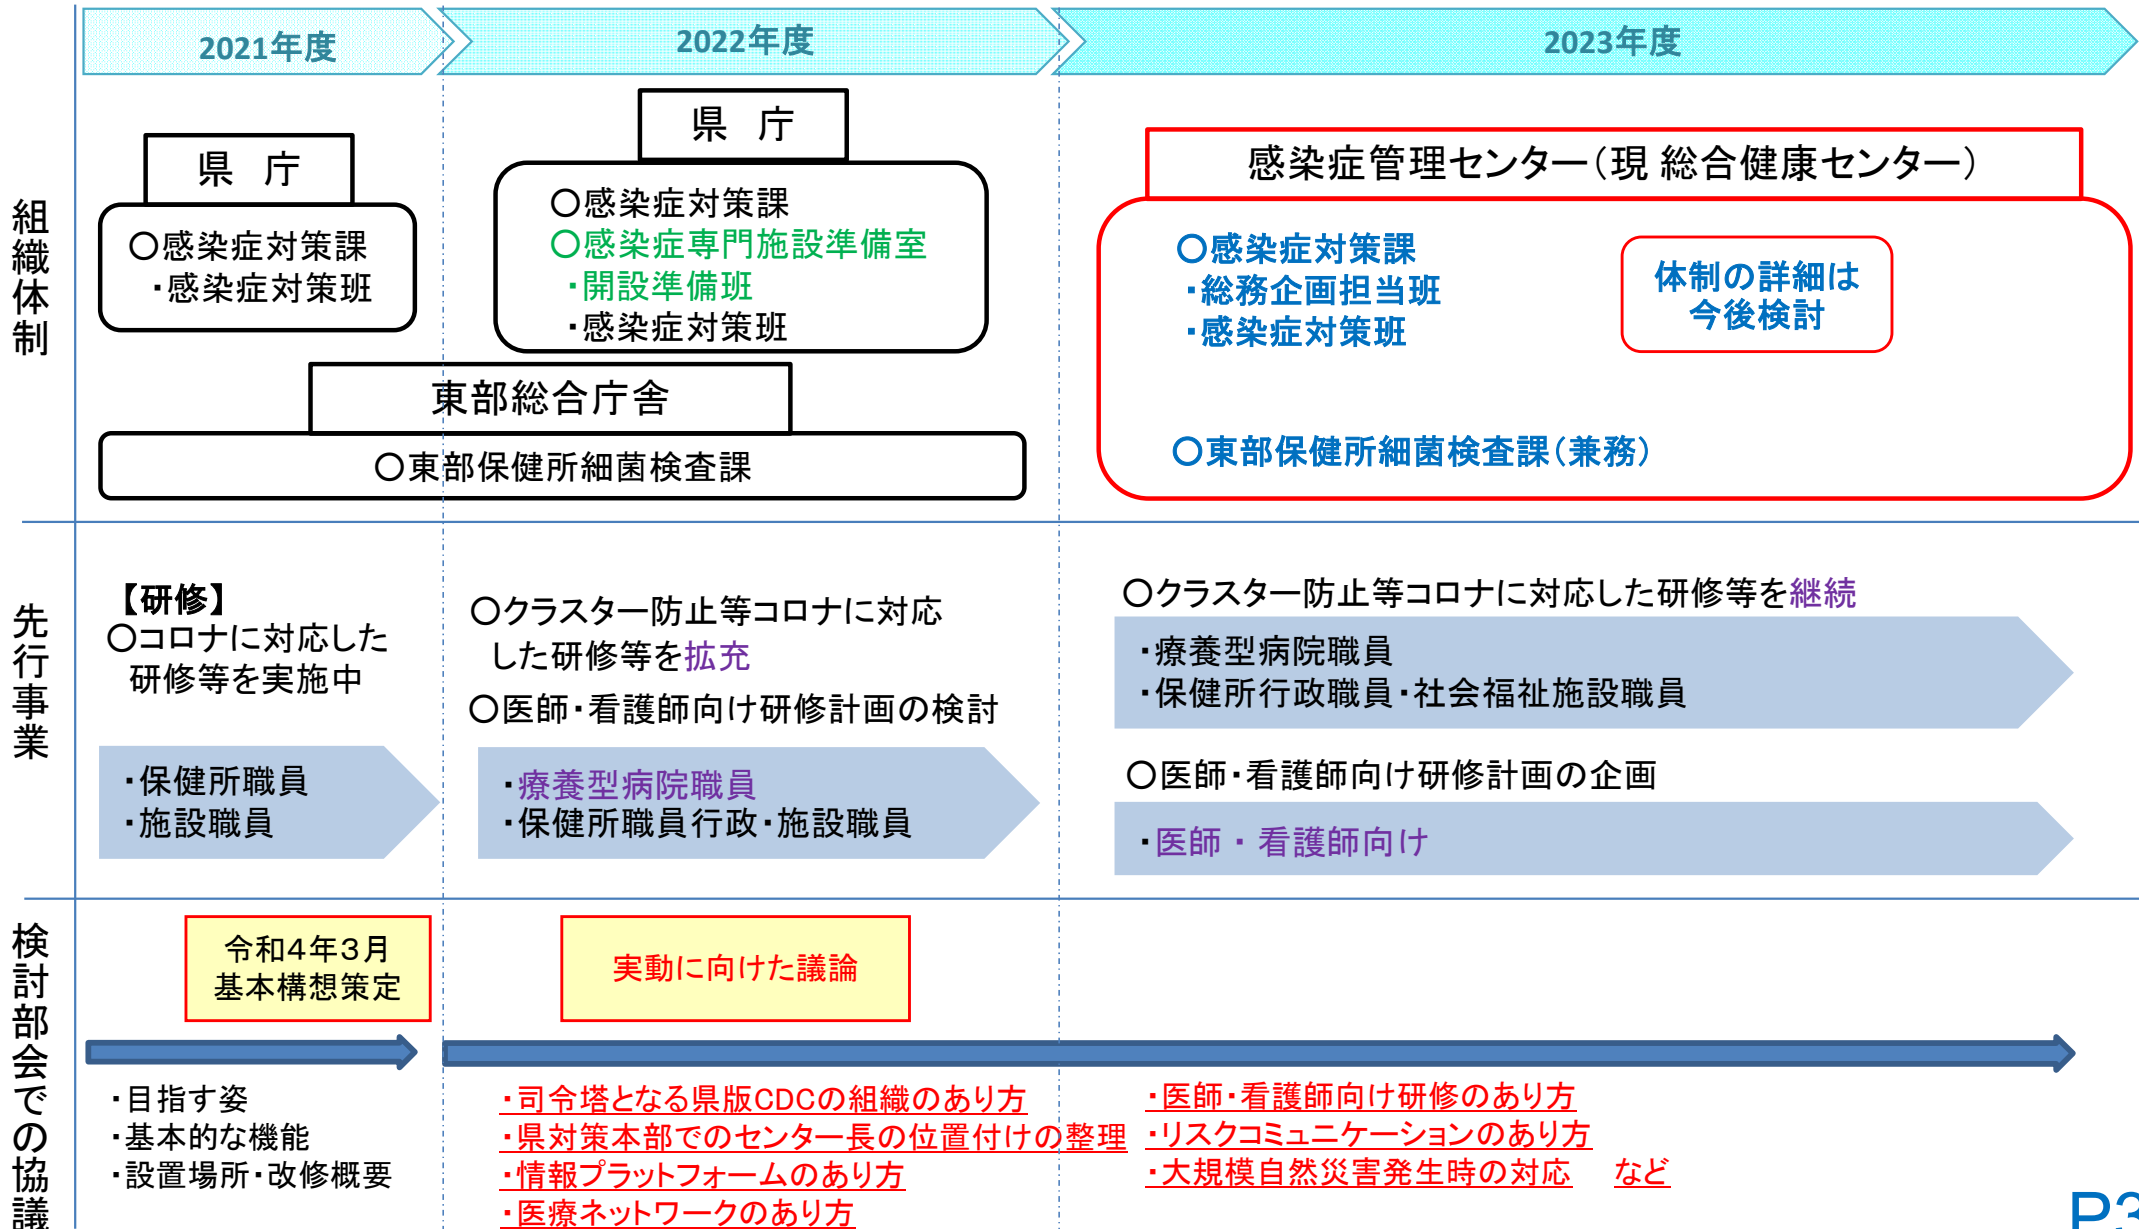 2021年度
2022年度
2023年度
組織体制
県 庁
○感染症対策課
・感染症対策班
県 庁
○感染症対策課
○感染症専門施設準備室
・開設準備班
・感染症対策班
東部総合庁舎
○東部保健所細菌検査課
感染症管理センター(現 総合健康センター)
○感染症対策課
・総務企画担当班
・感染症対策班
体制の詳細は
今後検討
○東部保健所細菌検査課(兼務)
先行事業
【研修】
○コロナに対応した
研修等を実施中
・保健所職員
・施設職員
○クラスター防止等コロナに対応
した研修等を拡充
○医師・看護師向け研修計画の検討
・療養型病院職員
・保健所職員行政・施設職員
○クラスター防止等コロナに対応した研修等を継続
・療養型病院職員
・保健所行政職員・社会福祉施設職員
○医師・看護師向け研修計画の企画
・医師 ・ 看護師向け
検討部会での協議
令和4年3月
基本構想策定
・目指す姿
・基本的な機能
・設置場所・改修概要
実動に向けた議論
・司令塔となる県版CDCの組織のあり方
・県対策本部でのセンター長の位置付けの整理
・情報プラットフォームのあり方
・医療ネットワークのあり方
・医師・看護師向け研修のあり方
・リスクコミュニケーションのあり方
・大規模自然災害発生時の対応 など
P3